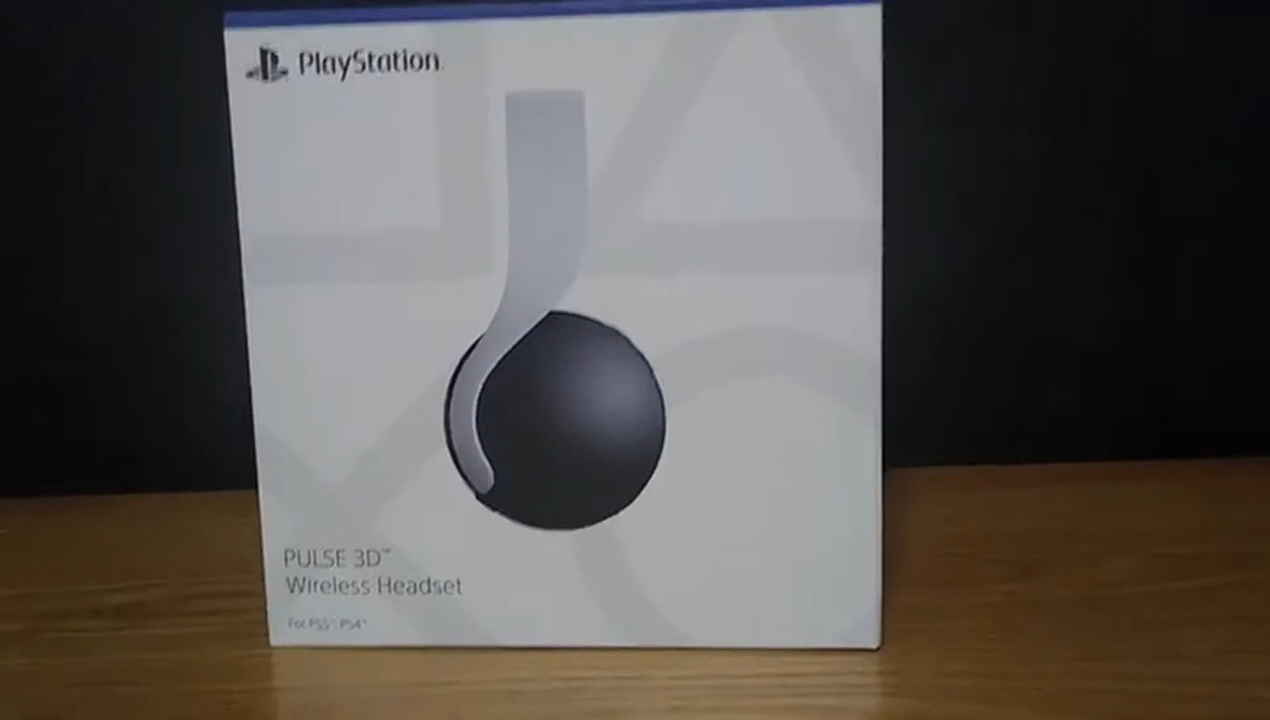 PlayStation
PULSE 3D™
Wireless Headset
For PS5™, PS4™